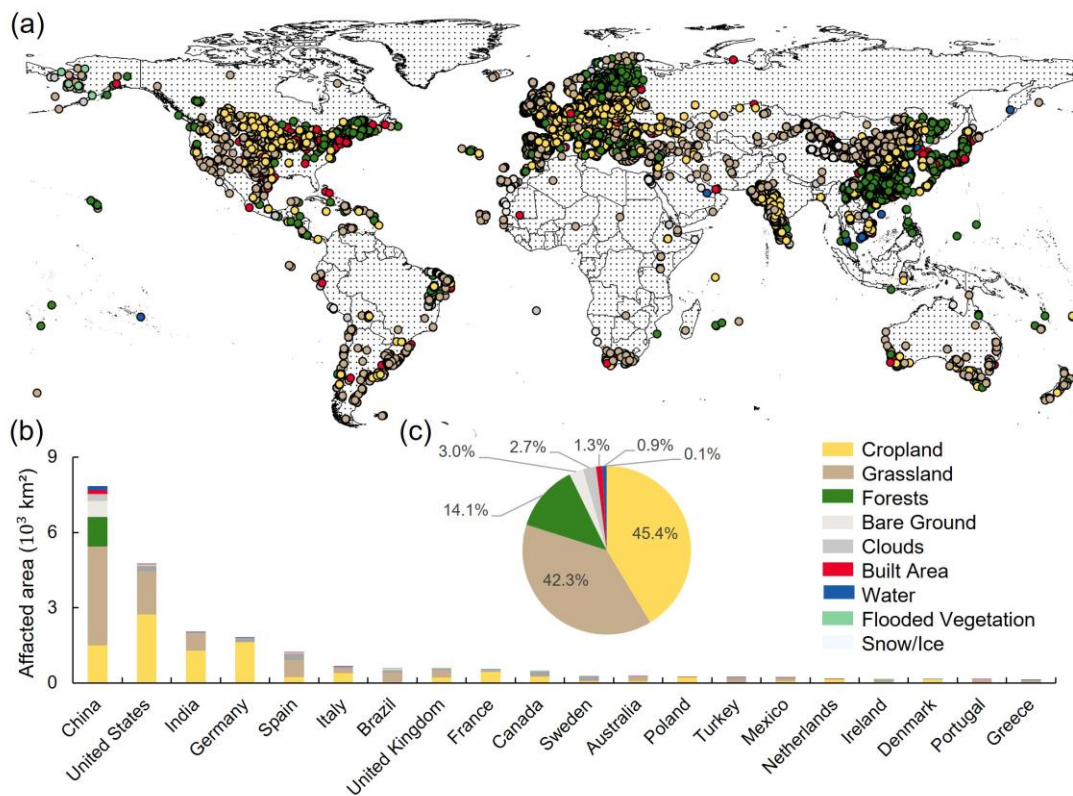 (a)
(b)
(c)
9
6
3
0
Affacted area (10³ km²)
3.0%
2.7%
1.3%
0.9%
0.1%
14.1%
45.4%
42.3%
Cropland
Grassland
Forests
Bare Ground
Clouds
Built Area
Water
Flooded Vegetation
Snow/Ice
China
United States
India
Germany
Spain
Italy
Brazil
United Kingdom
France
Canada
Sweden
Australia
Poland
Turkey
Mexico
Netherlands
Ireland
Denmark
Portugal
Greece